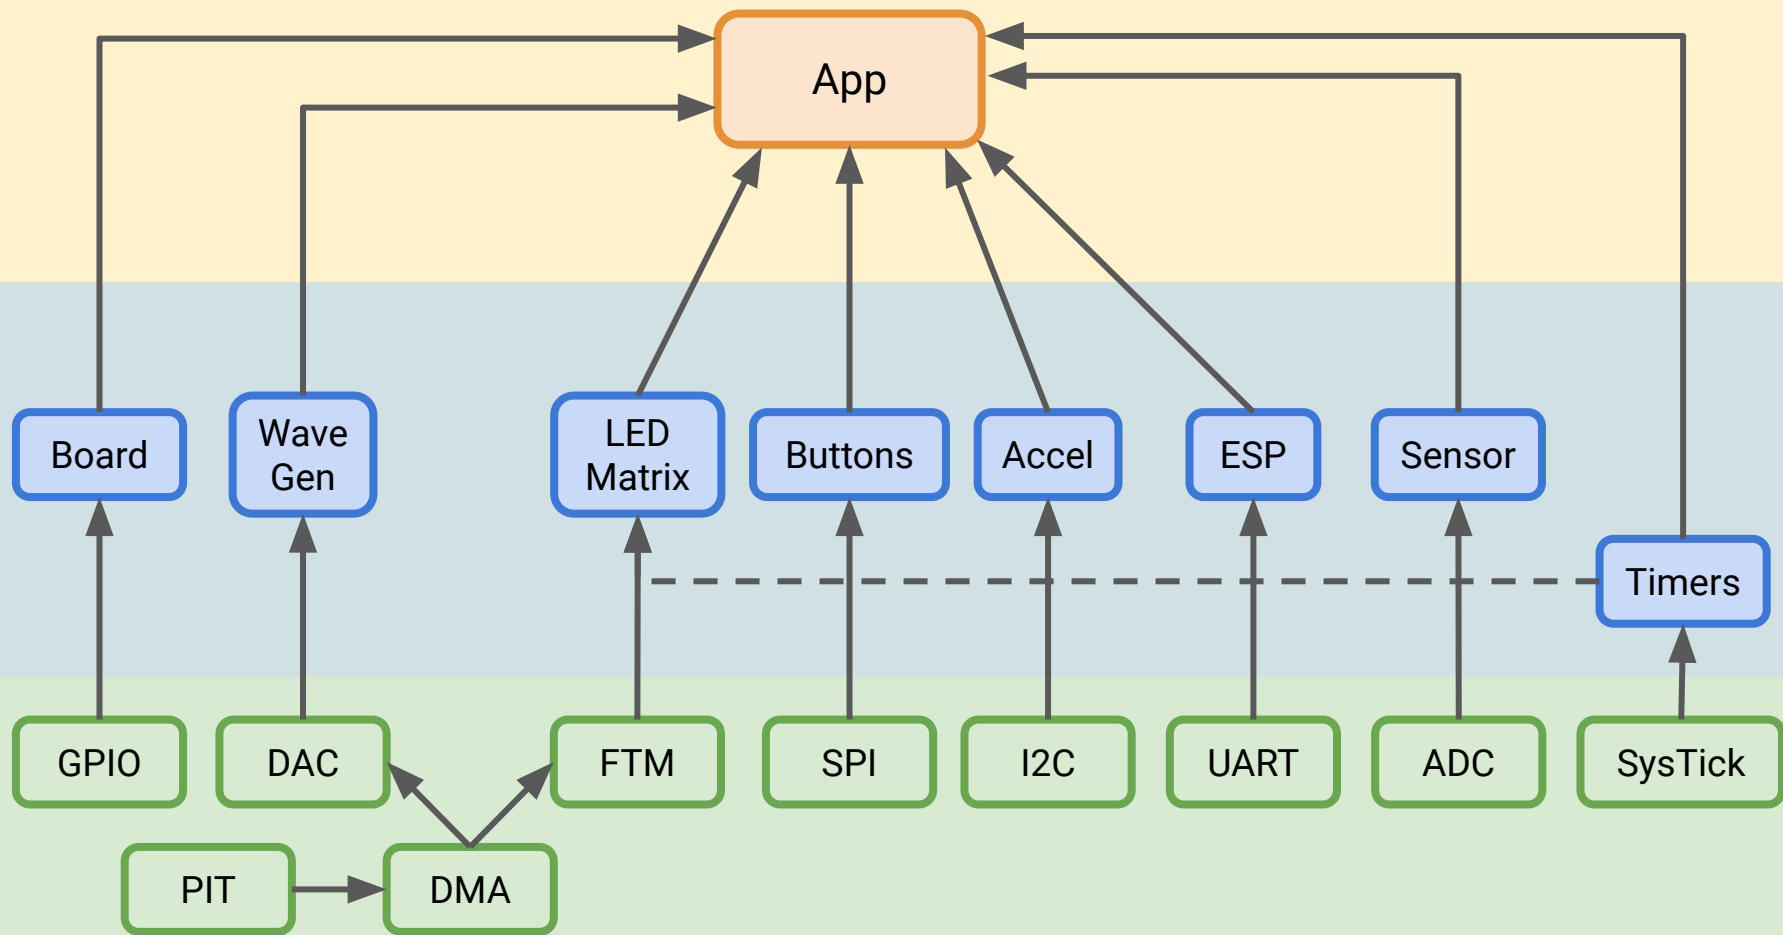 App
Board
Wave
Gen
LED
Matrix
Buttons
Accel
ESP
Sensor
Timers
GPIO
DAC
FTM
SPI
I2C
UART
ADC
SysTick
PIT
DMA